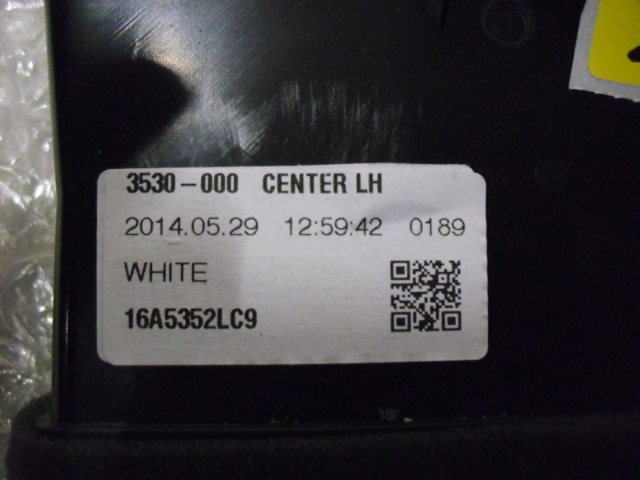 3530-000 CENTER LH
2014.05.29 12:59:42 0189
WHITE
16A5352LC9